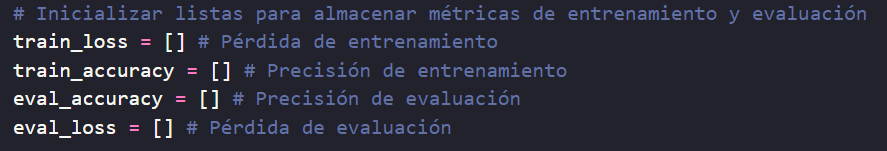 # Inicializar listas para almacenar métricas de entrenamiento y evaluación
train_loss = [] # Pérdida de entrenamiento
train_accuracy = [] # Precisión de entrenamiento
eval_accuracy = [] # Precisión de evaluación
eval_loss = [] # Pérdida de evaluación